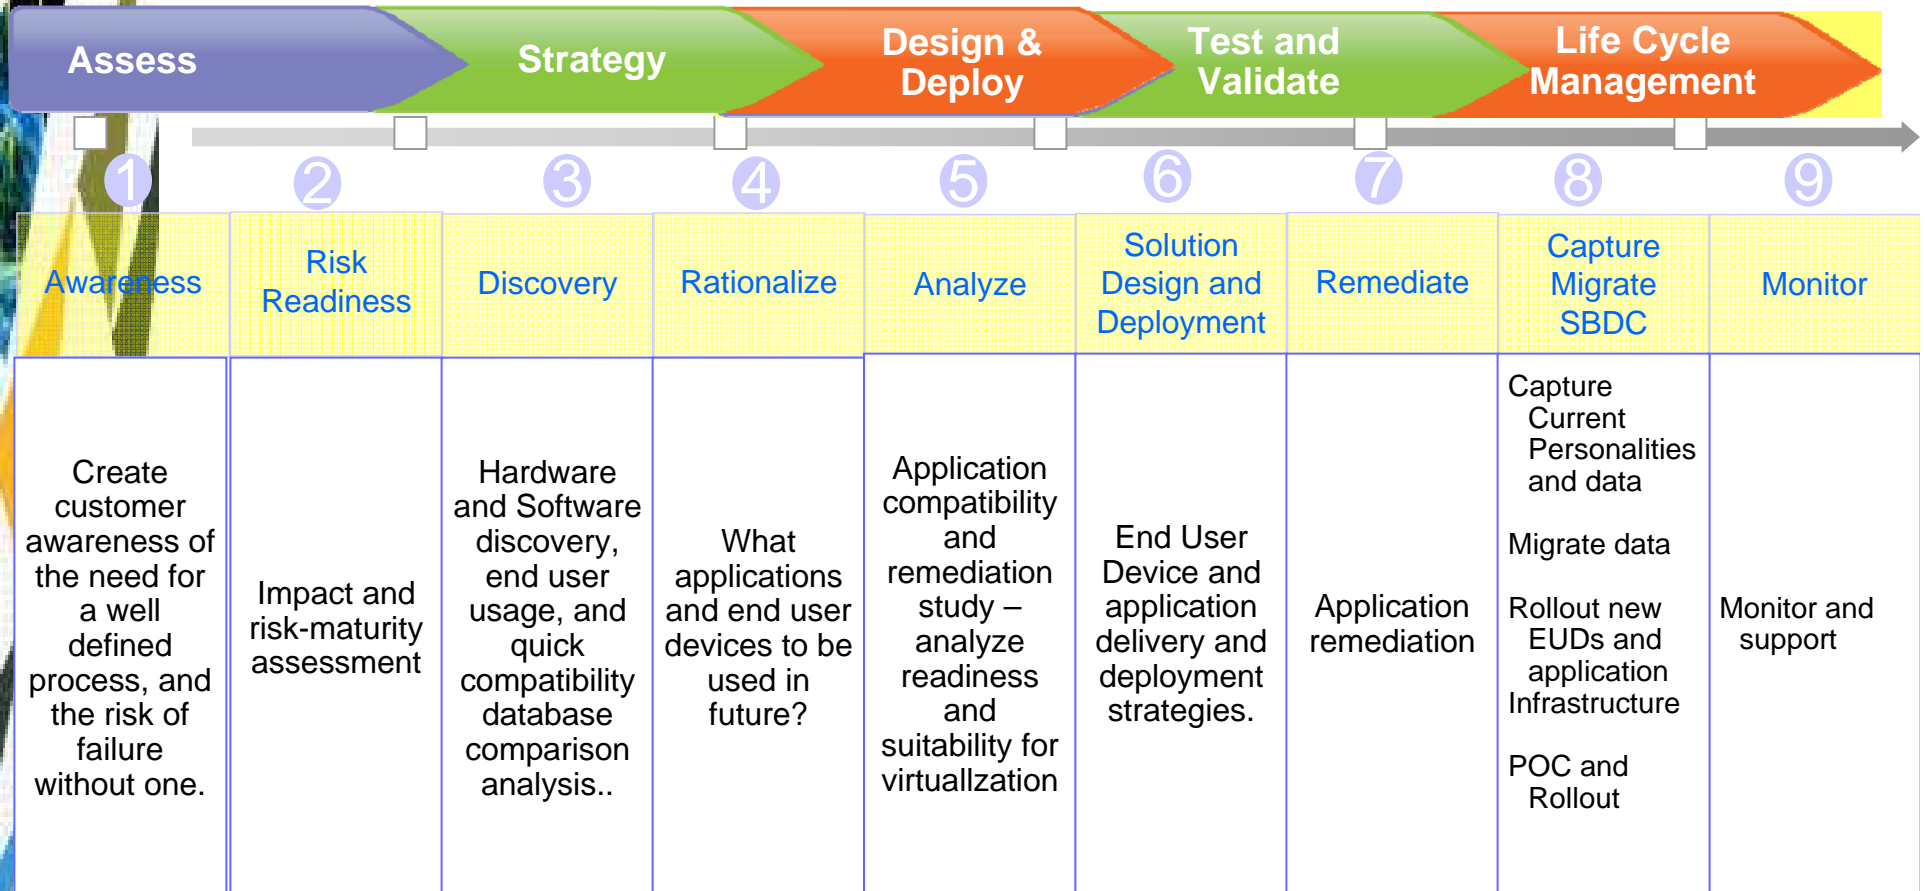 Assess
Strategy
Design &
Deploy
Test and
Validate
Life Cycle
Management
1
2
3
4
5
6
7
8
9
Awareness
Risk
Readiness
Discovery
Rationalize
Analyze
Solution
Design and
Deployment
Remediate
Capture
Migrate
SBDC
Monitor
Create
customer
awareness of
the need for
a well
defined
process, and
the risk of
failure
without one.
Impact and
risk-maturity
assessment
Hardware
and Software
discovery,
end user
usage, and
quick
compatibility
database
comparison
analysis..
What
applications
and end user
devices to be
used in
future?
Application
compatibility
and
remediation
study –
analyze
readiness
and
suitability for
virtuallzation
End User
Device and
application
delivery and
deployment
strategies.
Application
remediation
Capture
Current
Personalities
and data
Migrate data
Rollout new
EUDs and
application
Infrastructure
POC and
Rollout
Monitor and
support